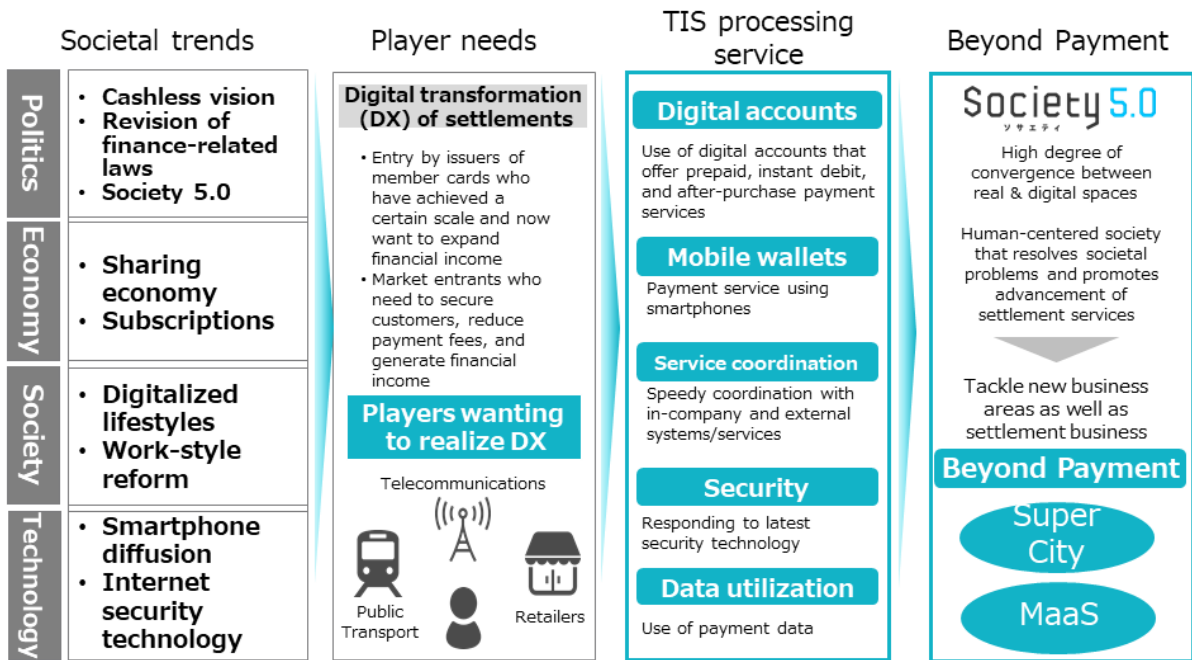 Societal trends
Politics
• Cashless vision
• Revision of
finance-related
laws
• Society 5.0
Economy
• Sharing
economy
• Subscriptions
Society
• Digitalized
lifestyles
• Work-style
reform
Technology
• Smartphone
diffusion
• Internet
security
technology
Player needs
Digital transformation
(DX) of settlements
• Entry by issuers of
member cards who
have achieved a
certain scale and now
want to expand
financial income
• Market entrants who
need to secure
customers, reduce
payment fees, and
generate financial
income
Players wanting
to realize DX
Telecommunications
Public
Transport
Retailers
TIS processing
service
Digital accounts
Use of digital accounts that
offer prepaid, instant debit,
and after-purchase payment
services
Mobile wallets
Payment service using
smartphones
Service coordination
Speedy coordination with
in-company and external
systems/services
Security
Responding to latest
security technology
Data utilization
Use of payment data
Beyond Payment
Society 5.0
ソサエティ
High degree of
convergence between
real & digital spaces
Human-centered society
that resolves societal
problems and promotes
advancement of
settlement services
Tackle new business
areas as well as
settlement business
Beyond Payment
Super
City
MaaS